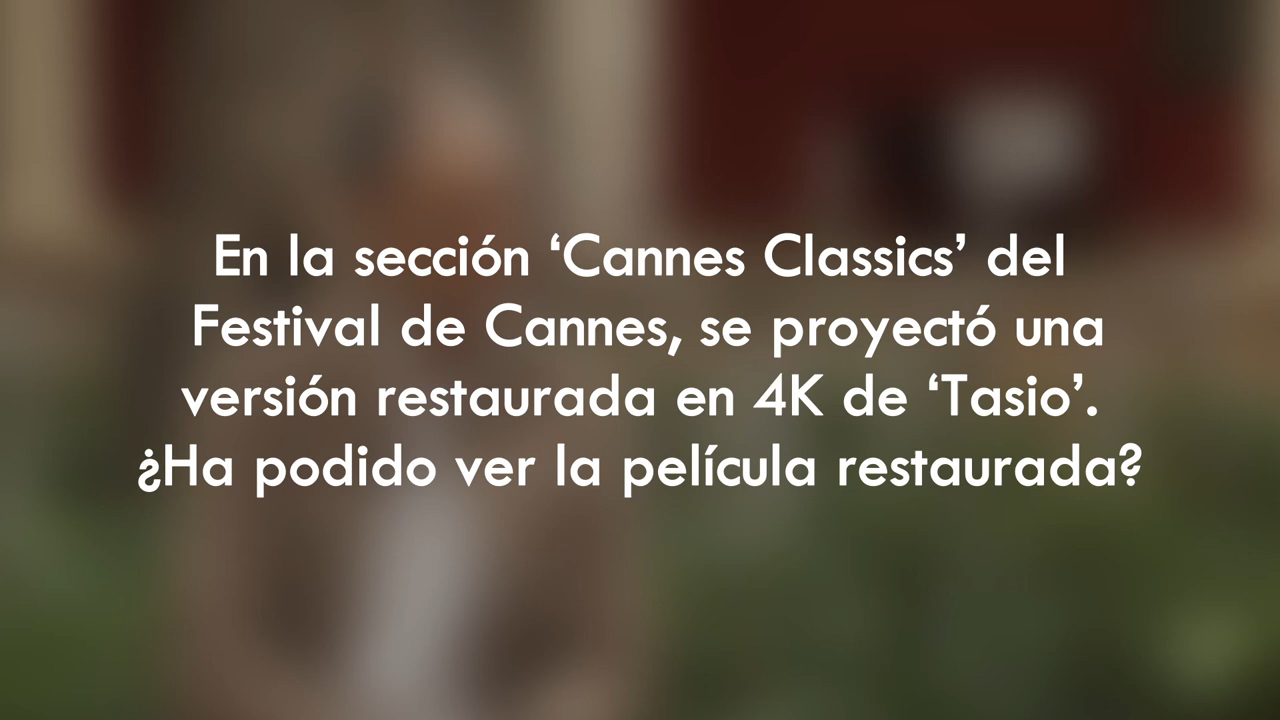 En la sección ‘Cannes Classics’ del
Festival de Cannes, se proyectó una
versión restaurada en 4K de ‘Tasio’.
¿Ha podido ver la película restaurada?